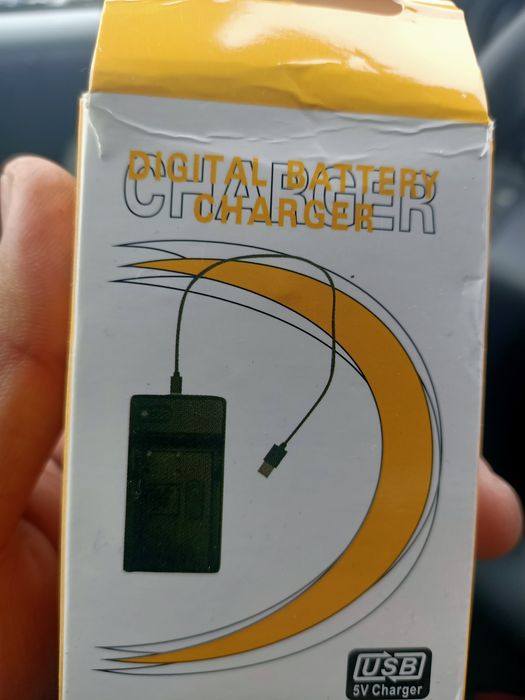 DIGITAL BATTERY
CHARGER
CHARGER
USB
5V Charger